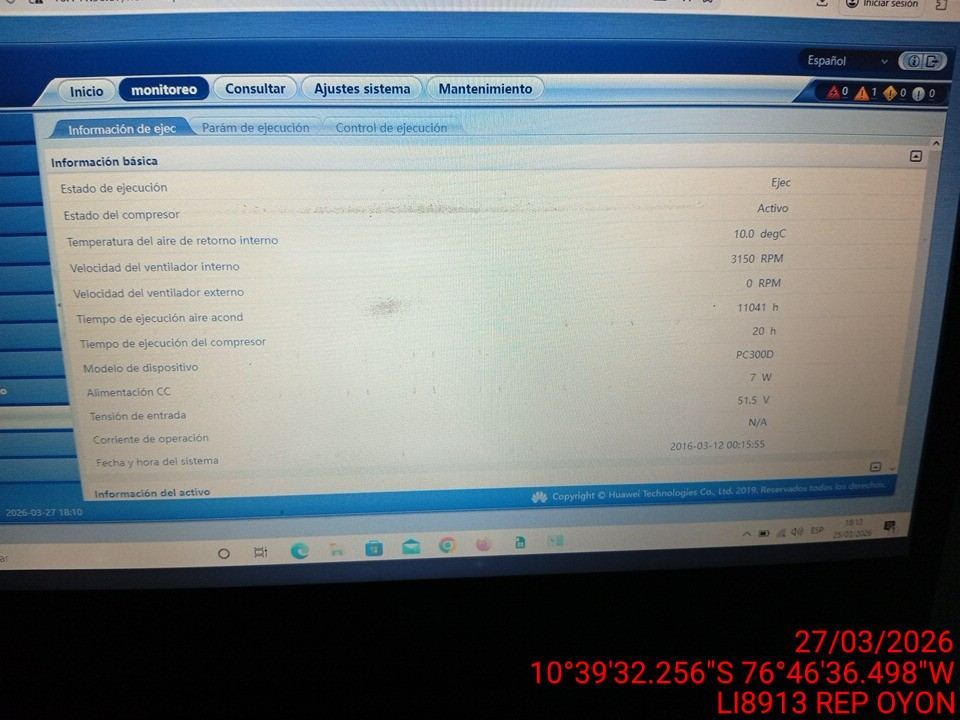 Iniciar sesión
Español
Inicio monitoreo Consultar Ajustes sistema Mantenimiento
0 1 0 0
Información de ejec Parám de ejecución Control de ejecución
Información básica
Estado de ejecución Ejec
Estado del compresor Activo
Temperatura del aire de retorno interno 10.0 degC
Velocidad del ventilador interno 3150 RPM
Velocidad del ventilador externo 0 RPM
Tiempo de ejecución aire acond 11041 h
Tiempo de ejecución del compresor 20 h
Modelo de dispositivo PC300D
Alimentación CC 7 W
Tensión de entrada 51.5 V
Corriente de operación N/A
Fecha y hora del sistema 2016-03-12 00:15:55
Información del activo
Copyright © Huawei Technologies Co., Ltd. 2019. Reservados todos los derechos.
2026-03-27 18:10
ESP
18:13
27/03/2026
10°39'32.256"S 76°46'36.498"W
LI8913 REP OYON